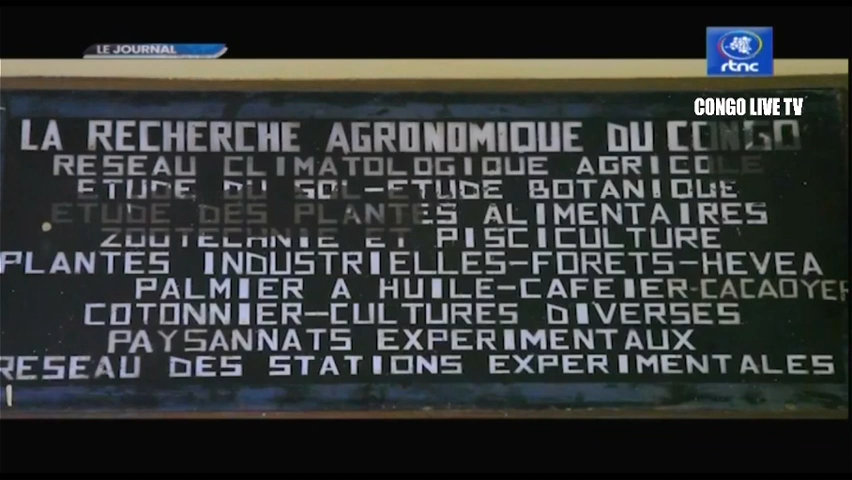 LE JOURNAL
rtnc
CONGO LIVE TV
LA RECHERCHE AGRONOMIQUE DU CONGO
RESEAU CLIMATOLOGIQUE AGRICOLE
ETUDE DU SOL-ETUDE BOTANIQUE
ETUDE DES PLANTES ALIMENTAIRES
ZOOTECHNIE ET PISCICULTURE
PLANTES INDUSTRIELLES-FORETS-HEVEA
PALMIER A HUILE-CAFEIER-CACAOYER
COTONNIER-CULTURES DIVERSES
PAYSANNATS EXPERIMENTAUX
RESEAU DES STATIONS EXPERIMENTALES